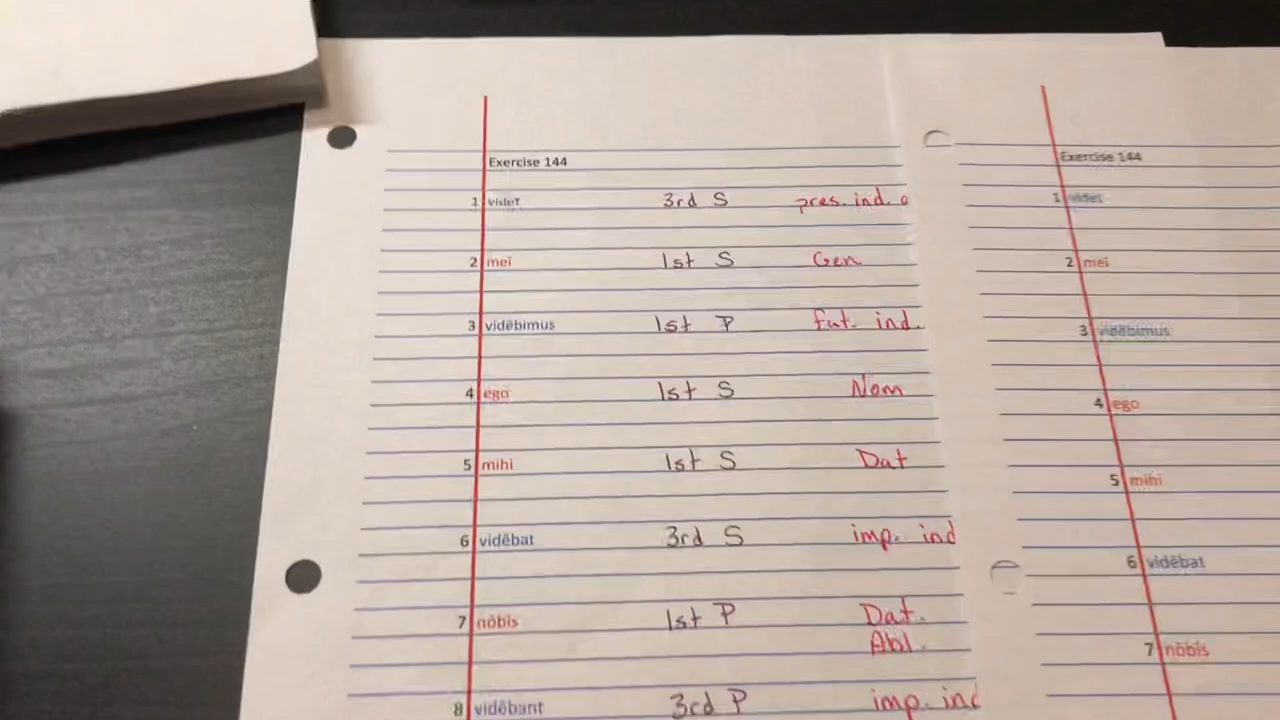 Exercise 144
1 videt 3rd S pres. ind. a
2 meī 1st S Gen
3 vidēbimus 1st P fut. ind.
4 ego 1st S Nom
5 mihi 1st S Dat
6 vidēbat 3rd S imp. ind
7 nōbīs 1st P Dat.
Abl.
8 vidēbant 3rd P imp. ind
Exercise 144
1 videt
2 meī
3 vidēbimus
4 ego
5 mihi
6 vidēbat
7 nōbīs